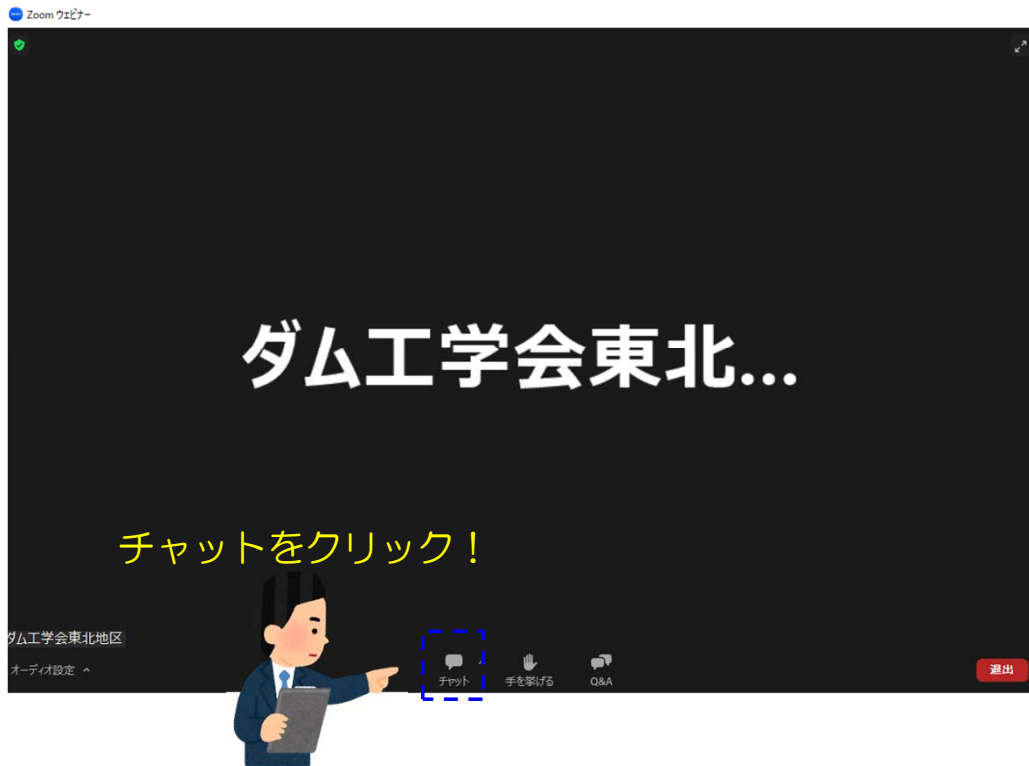 Zoom ウェビナー
ダム工学会東北...
チャットをクリック！
ダム工学会東北地区
オーディオ設定
チャット
手を挙げる
Q&A
退出